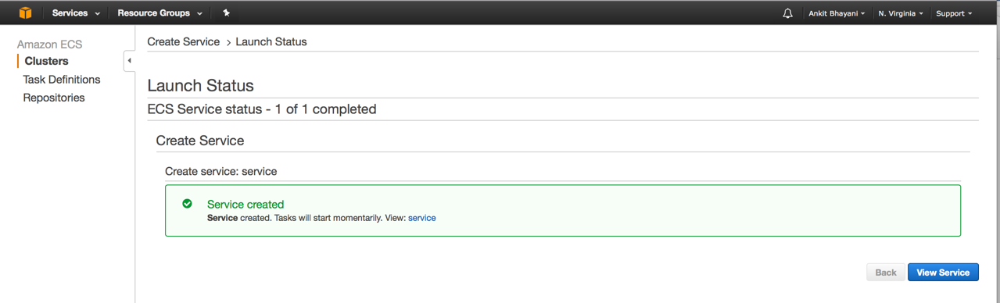 Services Resource Groups Ankit Bhayani N. Virginia Support
Amazon ECS
Clusters
Task Definitions
Repositories
Create Service > Launch Status
Launch Status
ECS Service status - 1 of 1 completed
Create Service
Create service: service
Service created
Service created. Tasks will start momentarily. View: service
Back View Service